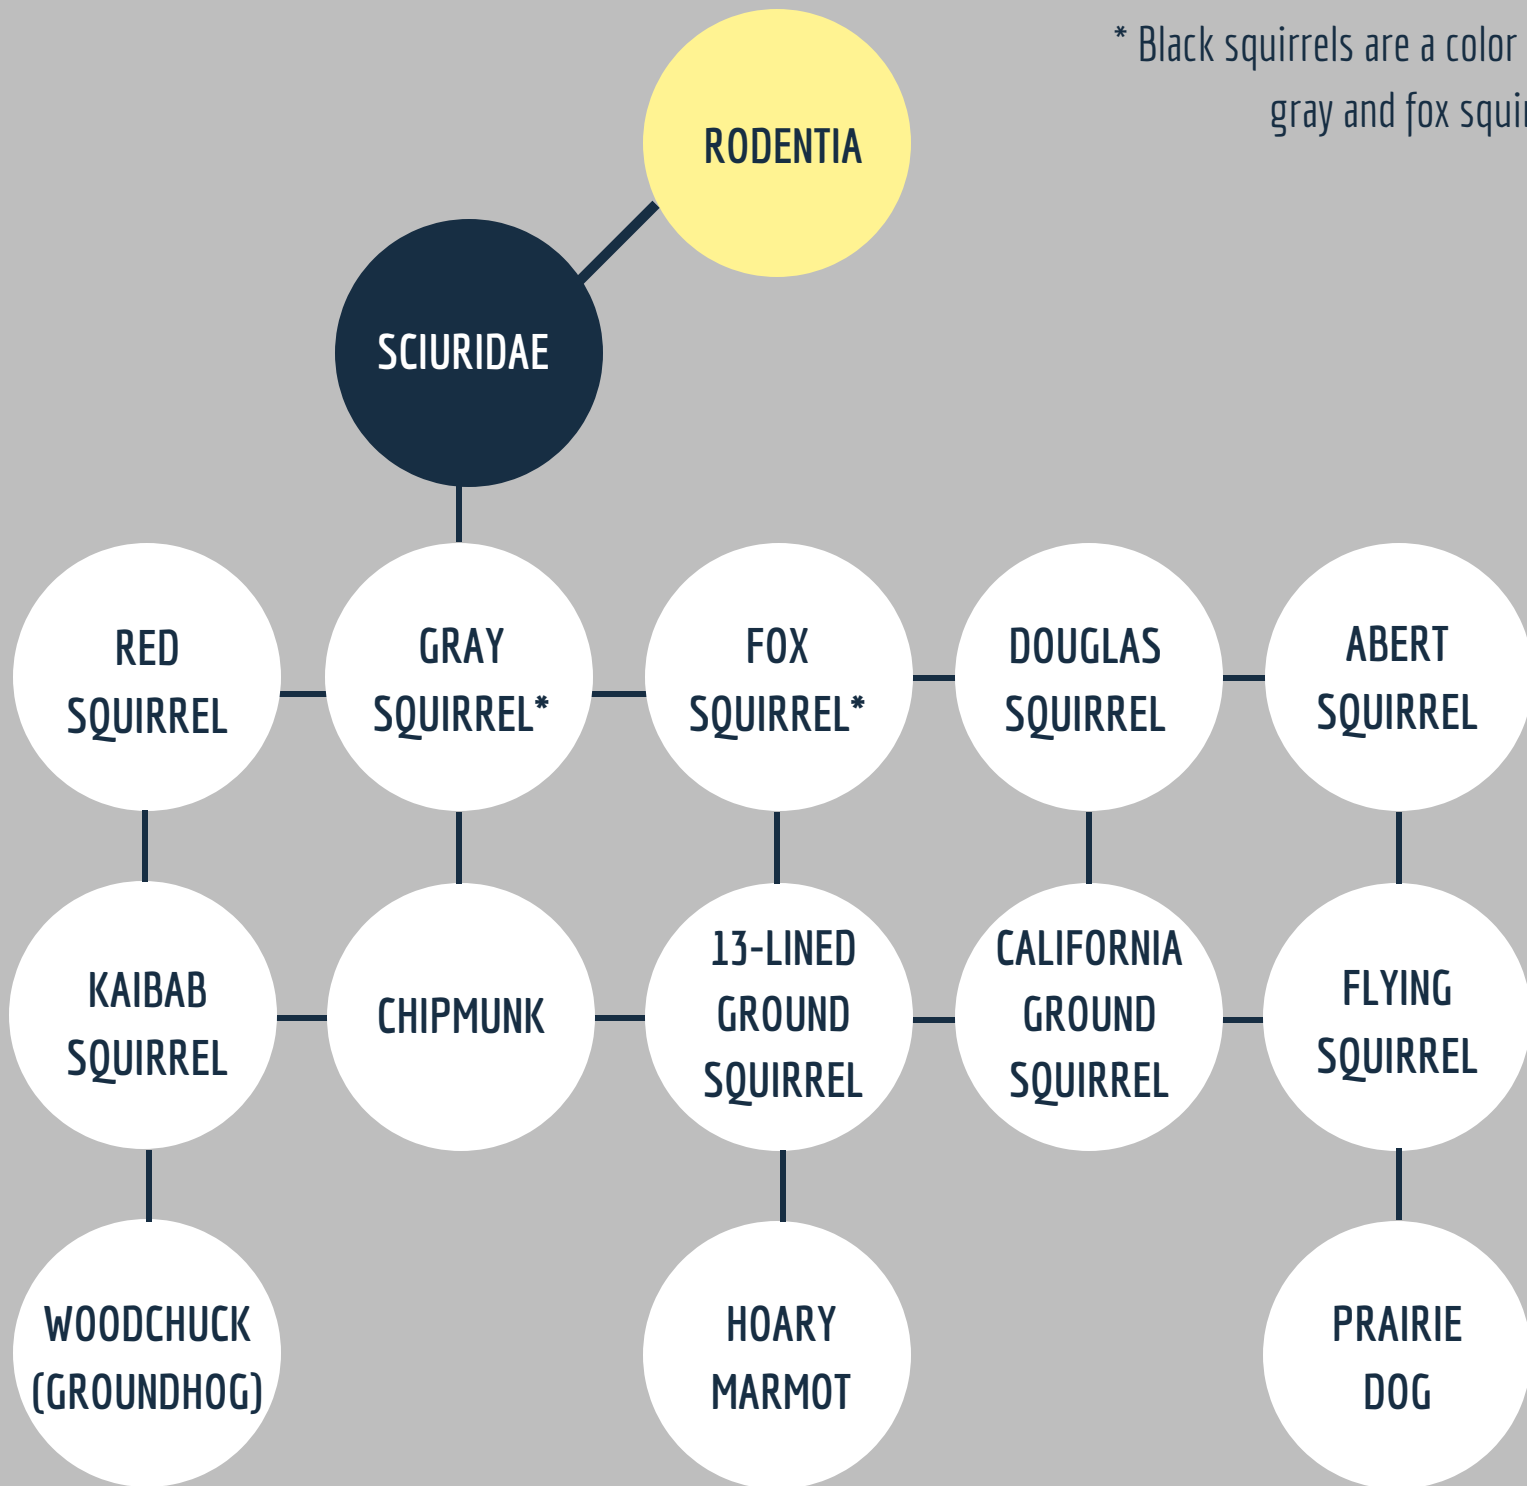 * Black squirrels are a color
gray and fox
RODENTIA
SCIURIDAE
RED
SQUIRREL
GRAY
SQUIRREL*
FOX
SQUIRREL*
DOUGLAS
SQUIRREL
ABERT
SQUIRREL
KAIBAB
SQUIRREL
CHIPMUNK
13-LINED
GROUND
SQUIRREL
CALIFORNIA
GROUND
SQUIRREL
FLYING
SQUIRREL
WOODCHUCK
(GROUNDHOG)
HOARY
MARMOT
PRAIRIE
DOG